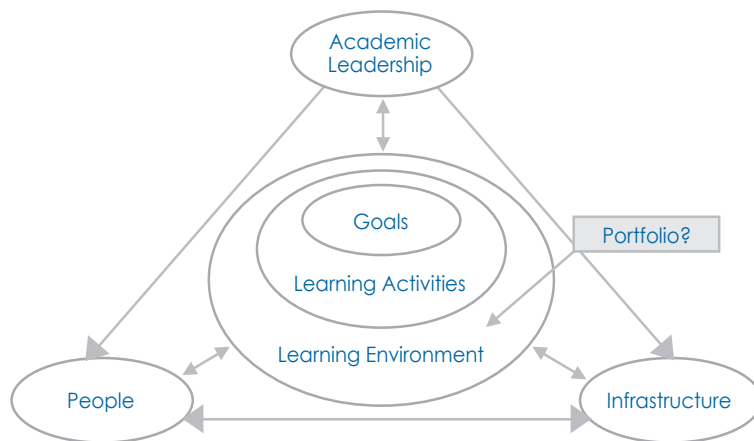 Academic
Leadership
Goals
Portfolio?
Learning Activities
Learning Environment
People
Infrastructure